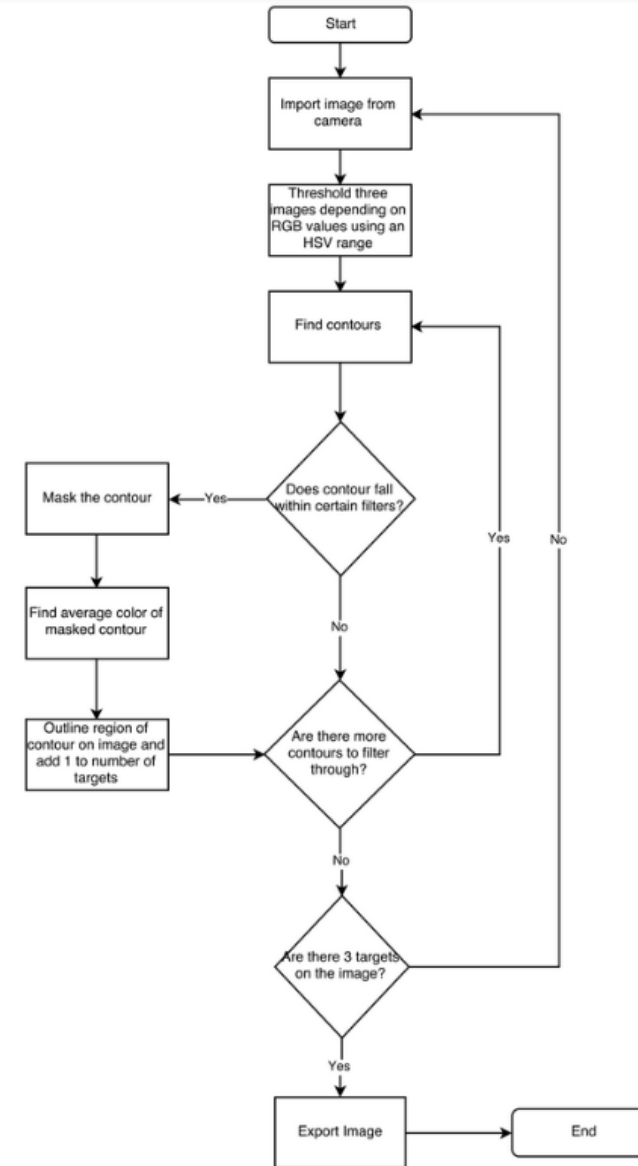 Start
Import image from
camera
Threshold three
images depending on
RGB values using an
HSV range
Find contours
Does contour fall
within certain filters?
Yes
Mask the contour
Find average color of
masked contour
Outline region of
contour on image and
add 1 to number of
targets
No
Are there more
contours to filter
through?
Yes
No
No
Are there 3 targets
on the image?
Yes
Export Image
End